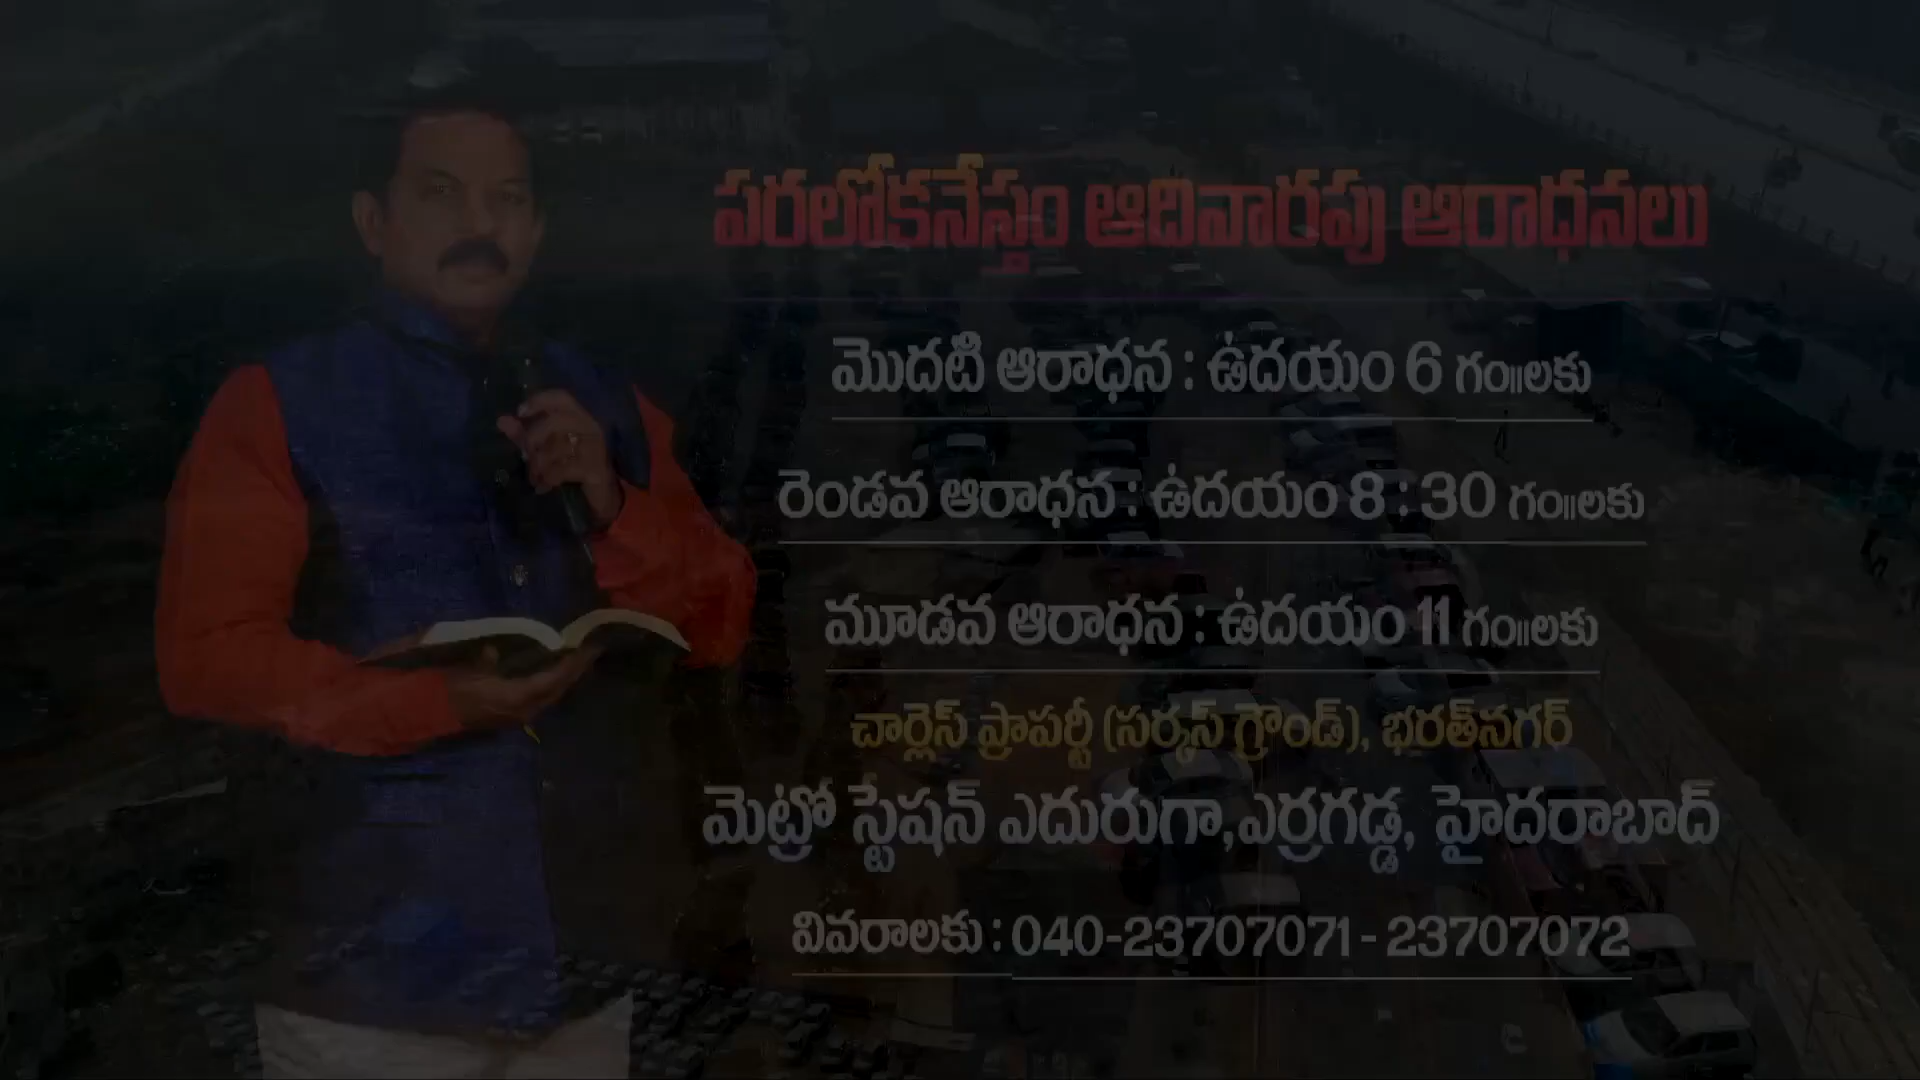 పరలోకనేస్తం ఆదివారపు ఆరాధనలు
మొదటి ఆరాధన : ఉదయం 6 గం॥లకు
రెండవ ఆరాధన : ఉదయం 8 : 30 గం॥లకు
మూడవ ఆరాధన : ఉదయం 11 గం॥లకు
చార్లెస్ ప్రాపర్టీ (సర్కస్ గ్రౌండ్), భరత్‌నగర్
మెట్రో స్టేషన్ ఎదురుగా,ఎర్రగడ్డ, హైదరాబాద్
వివరాలకు : 040-23707071 - 23707072